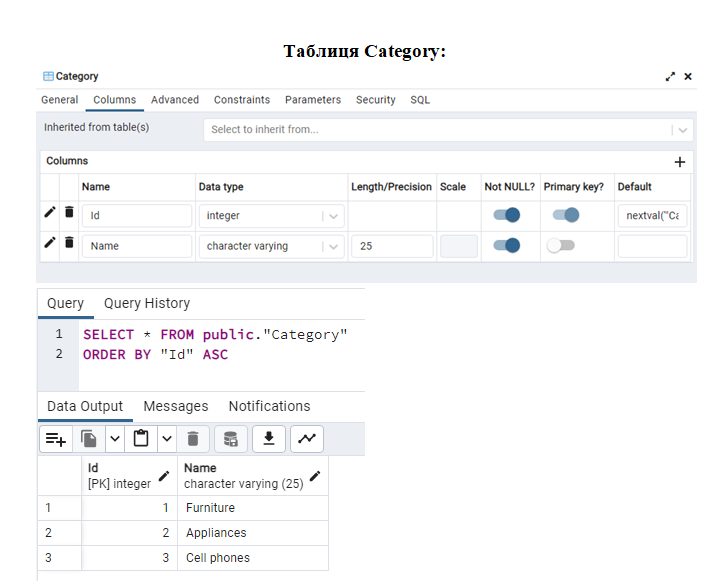 Таблиця Category:
Category
General Columns Advanced Constraints Parameters Security SQL
Inherited from table(s) Select to inherit from...
Columns
Name Data type Length/Precision Scale Not NULL? Primary key? Default
Id integer nextval('"Ca
Name character varying 25
Query Query History
1 SELECT * FROM public."Category"
2 ORDER BY "Id" ASC
Data Output Messages Notifications
Id Name
[PK] integer character varying (25)
1 1 Furniture
2 2 Appliances
3 3 Cell phones